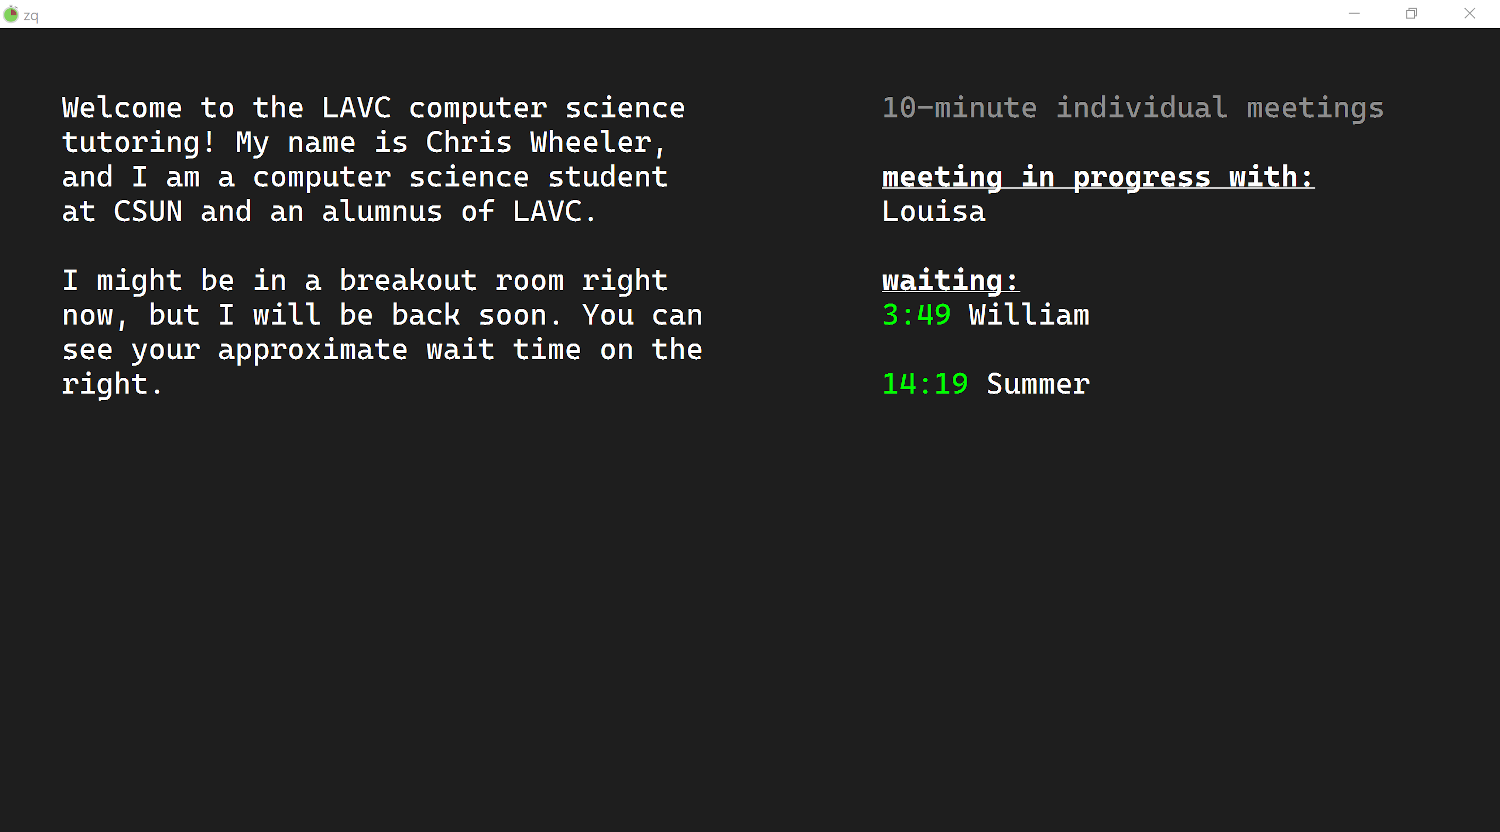 zq
Welcome to the LAVC computer science
tutoring! My name is Chris Wheeler,
and I am a computer science student
at CSUN and an alumnus of LAVC.
I might be in a breakout room right
now, but I will be back soon. You can
see your approximate wait time on the
right.
10-minute individual meetings
meeting in progress with:
Louisa
waiting:
3:49 William
14:19 Summer